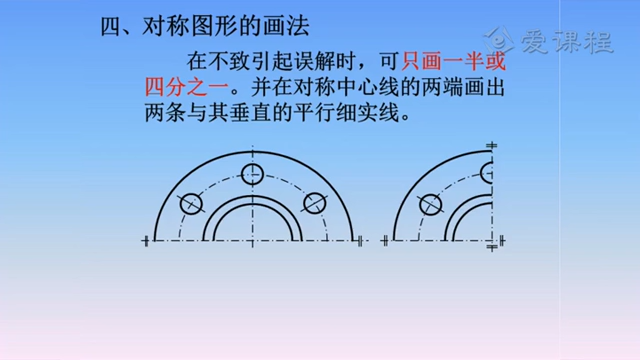 四、对称图形的画法
爱课程
在不致引起误解时，可只画一半或
四分之一。并在对称中心线的两端画出
两条与其垂直的平行细实线。